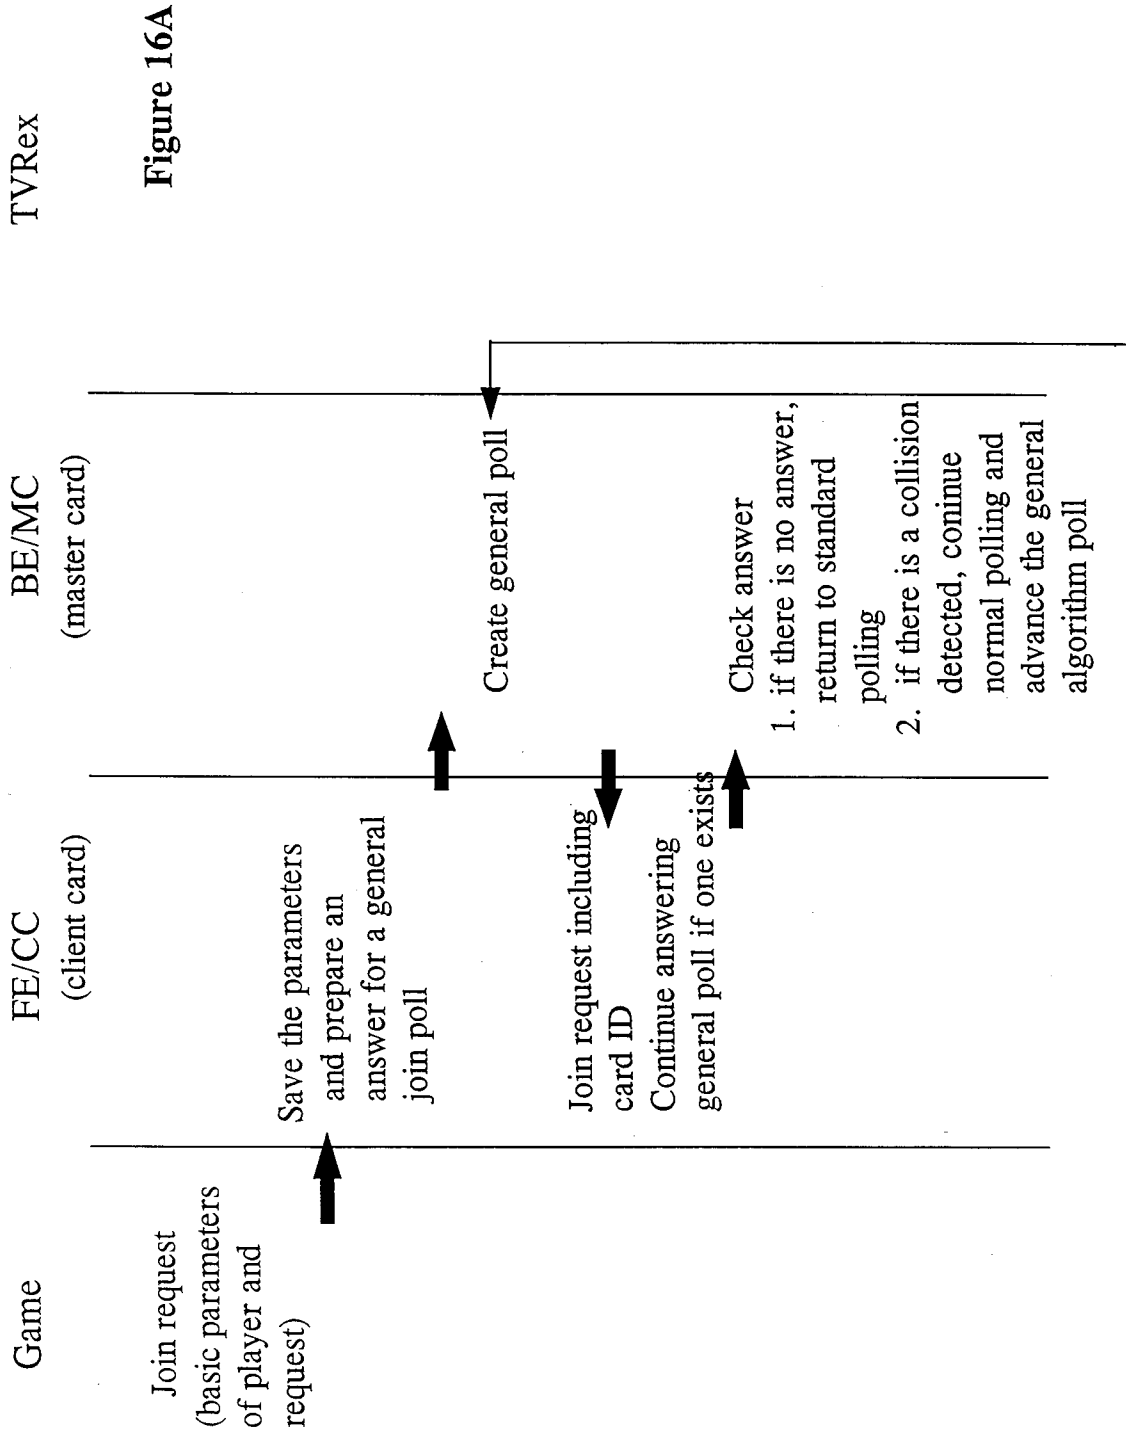 Game
FE/CC
(client card)
BE/MC
(master card)
TVRex
Figure 16A
Join request
(basic parameters
of player and
request)
Save the parameters
and prepare an
answer for a general
join poll
Create general poll
Join request including
card ID
Continue answering
general poll if one exists
Check answer
1. if there is no answer,
return to standard
polling
2. if there is a collision
detected, coninue
normal polling and
advance the general
algorithm poll